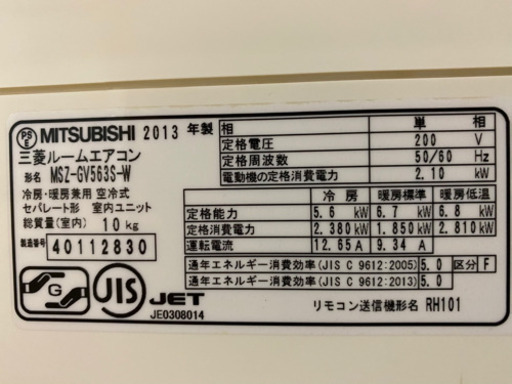 PS E MITSUBISHI 2013 年製
三菱ルームエアコン
形名 MSZ-GV563S-W
冷房・暖房兼用 空冷式
セパレート形 室内ユニット
総質量(室内) 10 kg
製造番号 40112830
G JIS JET
JE0308014
相 単 相
定格電圧 200 V
定格周波数 50/60 Hz
電動機の定格消費電力 2.10 kW
冷 房 暖房標準 暖房低温
定格能力 5.6 kW 6.7 kW 6.8 kW
定格消費電力 2.380 kW 1.850 kW 2.810 kW
運転電流 12.65 A 9.34 A
通年エネルギー消費効率(JIS C 9612:2005) 5.0 区分 F
通年エネルギー消費効率(JIS C 9612:2013) 5.0
リモコン送信機形名 RH101